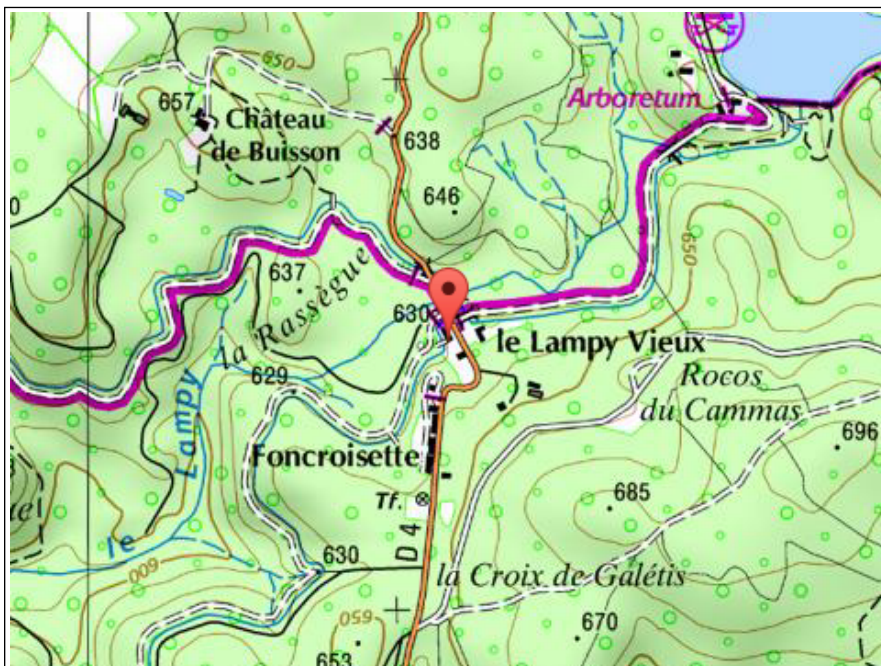 650
Arboretum
657
Château
de Buisson
638
646
0
650
637
la Rassègue
630
le Lampy Vieux
629
Rocos
du Cammas
Lampy
Foncroisette
696
Tf.
685
D 4
le
630
600
la Croix de Galétis
650
670
653